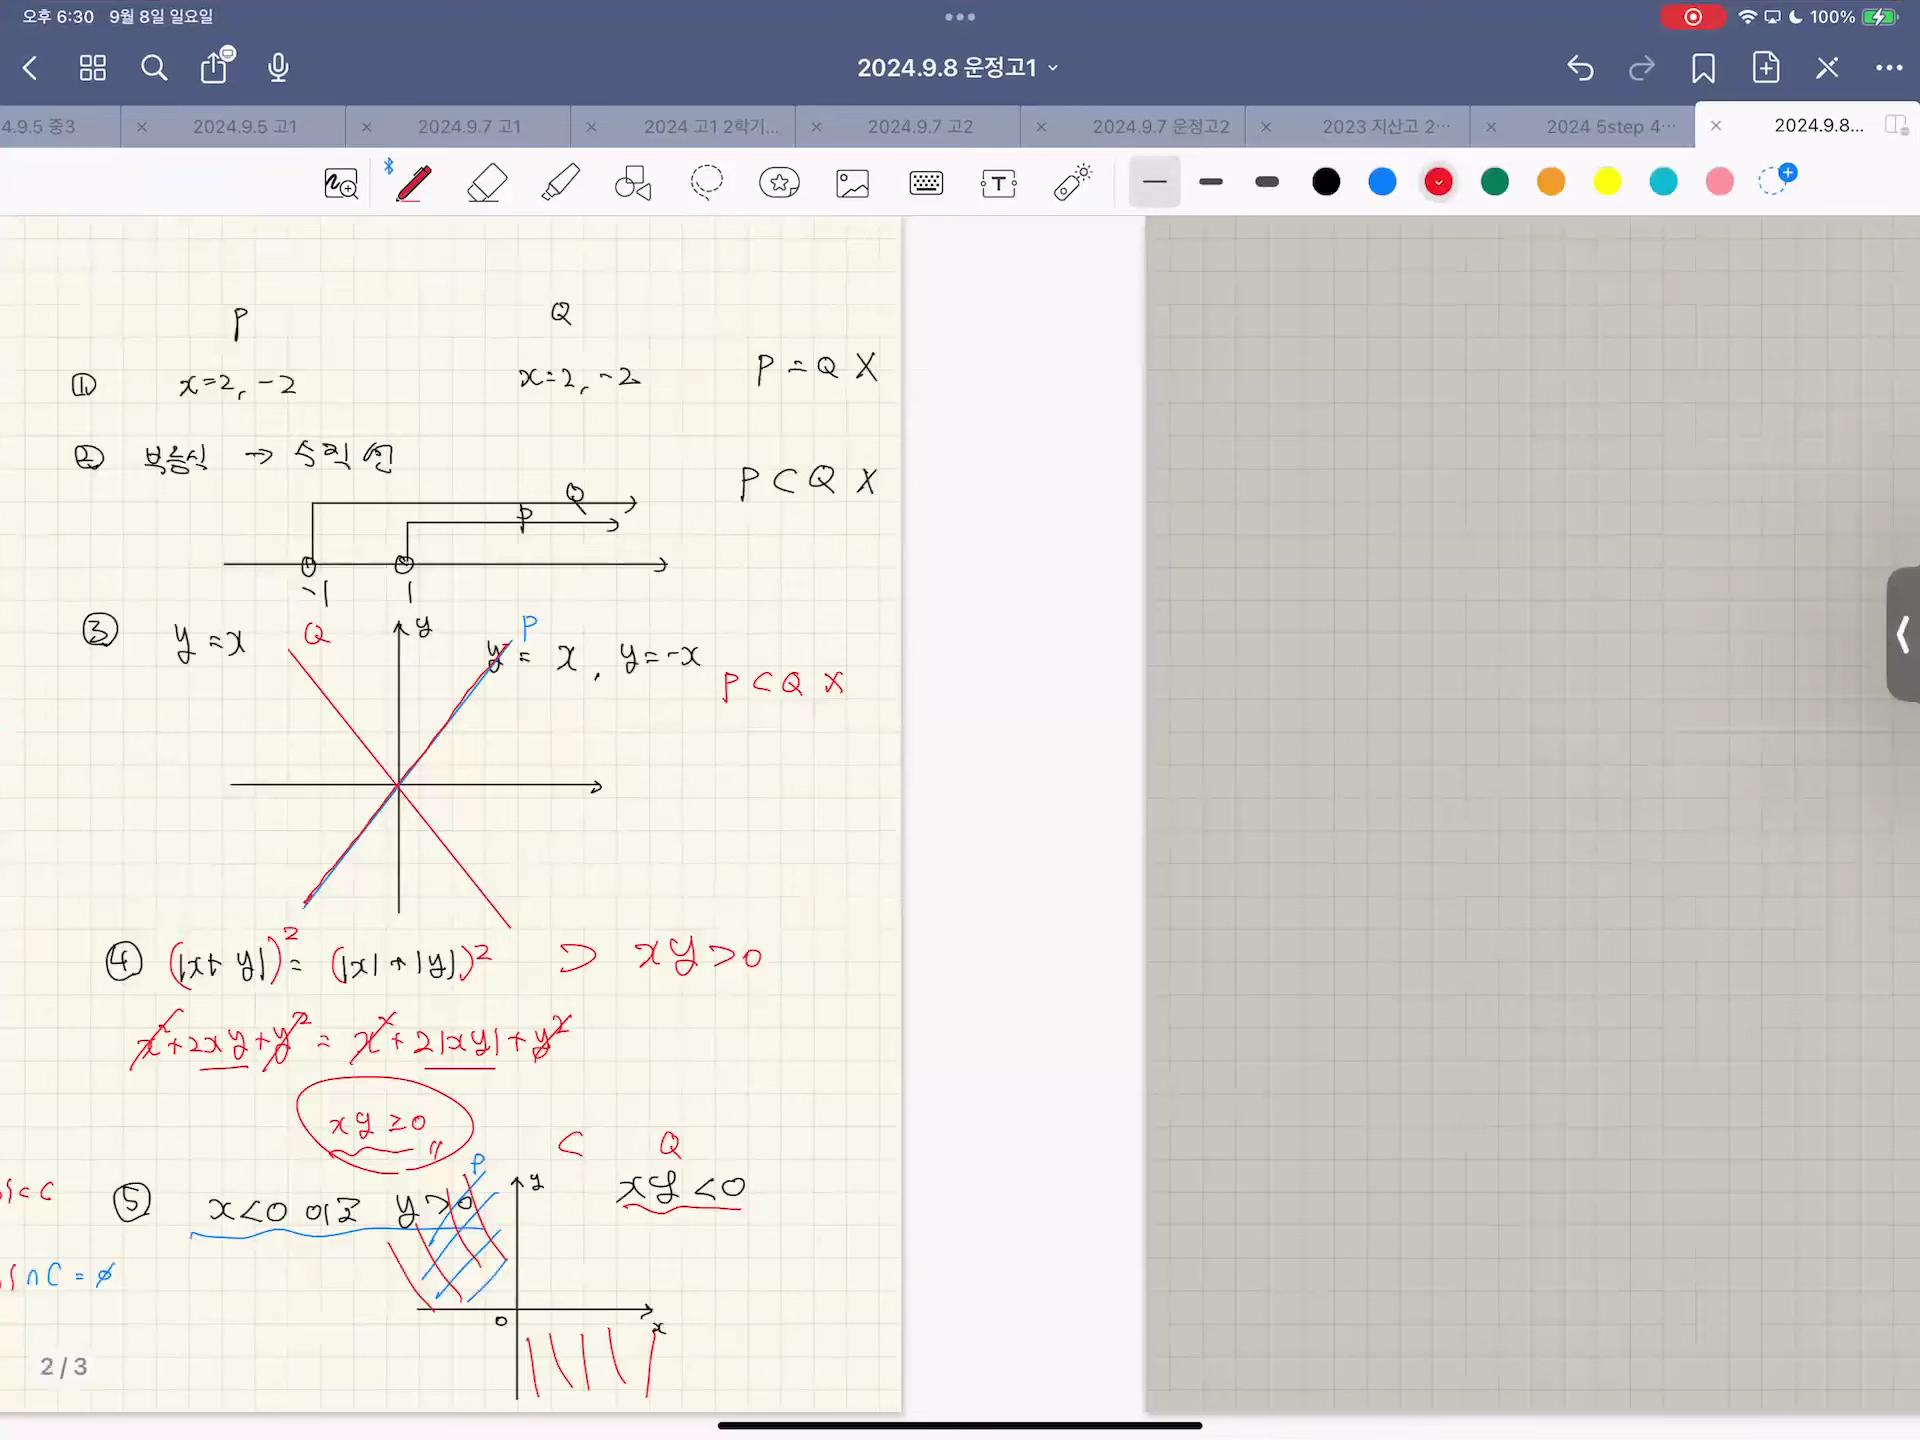 오후 6:30 9월 8일 일요일
100%
2024.9.8 운정고1
4.9.5 중3
2024.9.5 고1
2024.9.7 고1
2024 고1 2학기...
2024.9.7 고2
2024.9.7 운정고2
2023 지산고 2...
2024 5step 4...
2024.9.8...
P Q
① x=2, -2 x=2, -2 P = Q X
② 부등식 → 수직선
P ⊂ Q X
Q
P
-1 1
③ y=x Q y P
y = x, y=-x
P ⊂ Q X
④ (|x+y|)² = (|x|+|y|)² ⊃ xy>0
x²+2xy+y² = x²+2|xy|+y²
xy≥0
⊂ Q
P y
⊂ C
⑤ x<0 이고 y>0 xy<0
∩ C = ∅
0 x
2 / 3